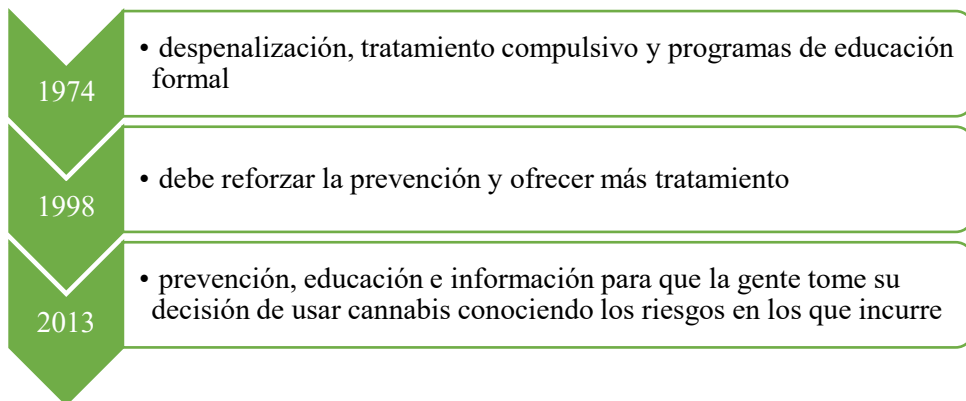 1974
• despenalización, tratamiento compulsivo y programas de educación
formal
1998
• debe reforzar la prevención y ofrecer más tratamiento
2013
• prevención, educación e información para que la gente tome su
decisión de usar cannabis conociendo los riesgos en los que incurre